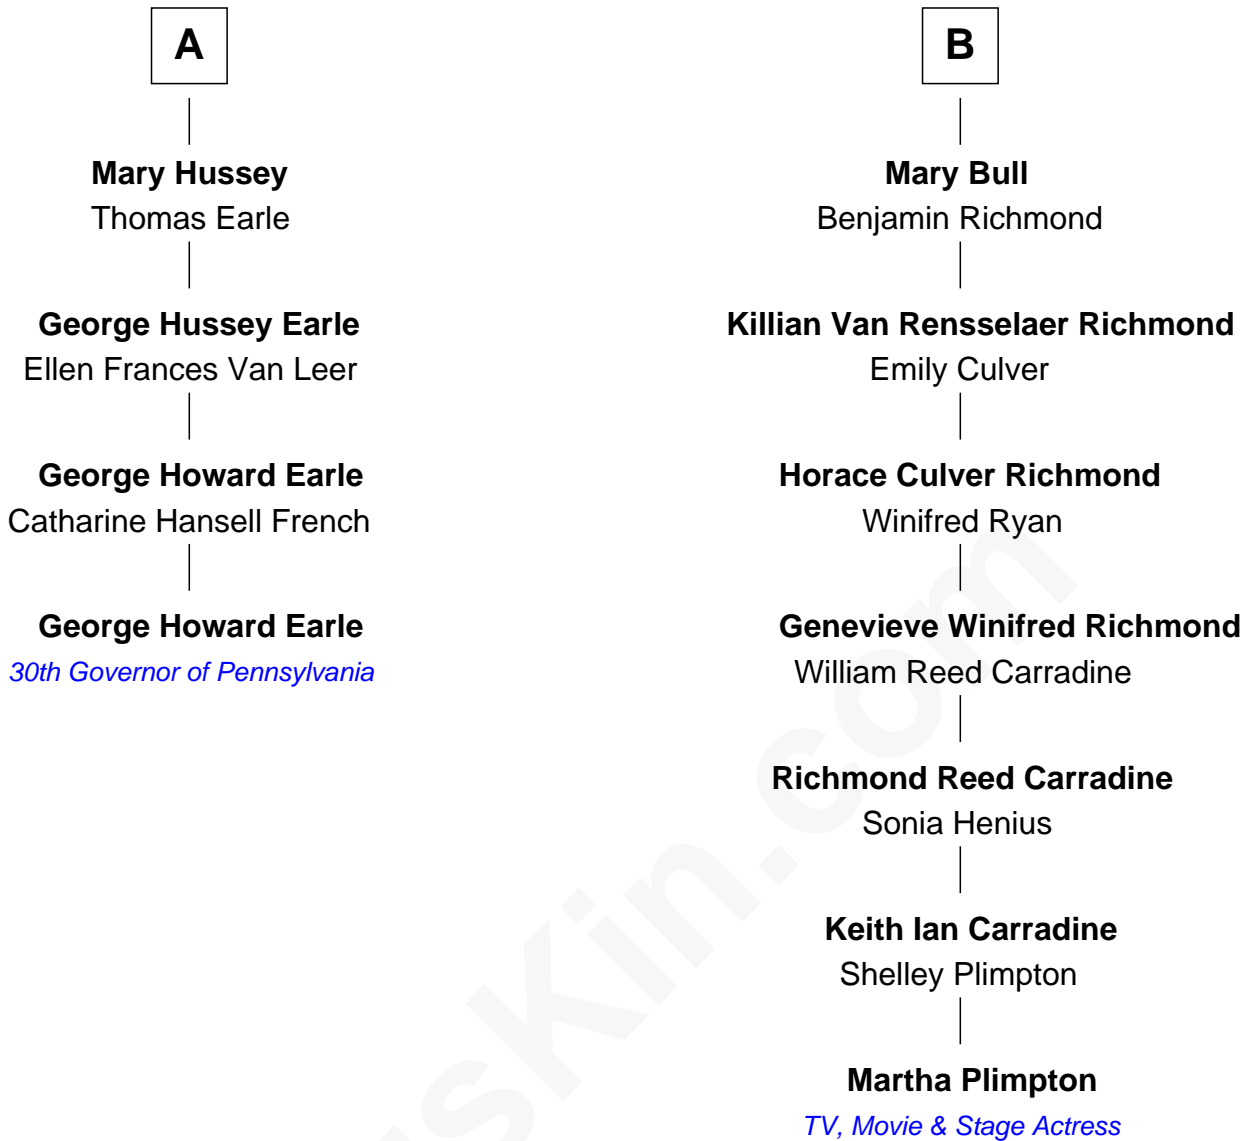 A
Mary Hussey
Thomas Earle
George Hussey Earle
Ellen Frances Van Leer
George Howard Earle
Catharine Hansell French
George Howard Earle
30th Governor of Pennsylvania
B
Mary Bull
Benjamin Richmond
Killian Van Rensselaer Richmond
Emily Culver
Horace Culver Richmond
Winifred Ryan
Genevieve Winifred Richmond
William Reed Carradine
Richmond Reed Carradine
Sonia Henius
Keith Ian Carradine
Shelley Plimpton
Martha Plimpton
TV, Movie & Stage Actress
usKin.com